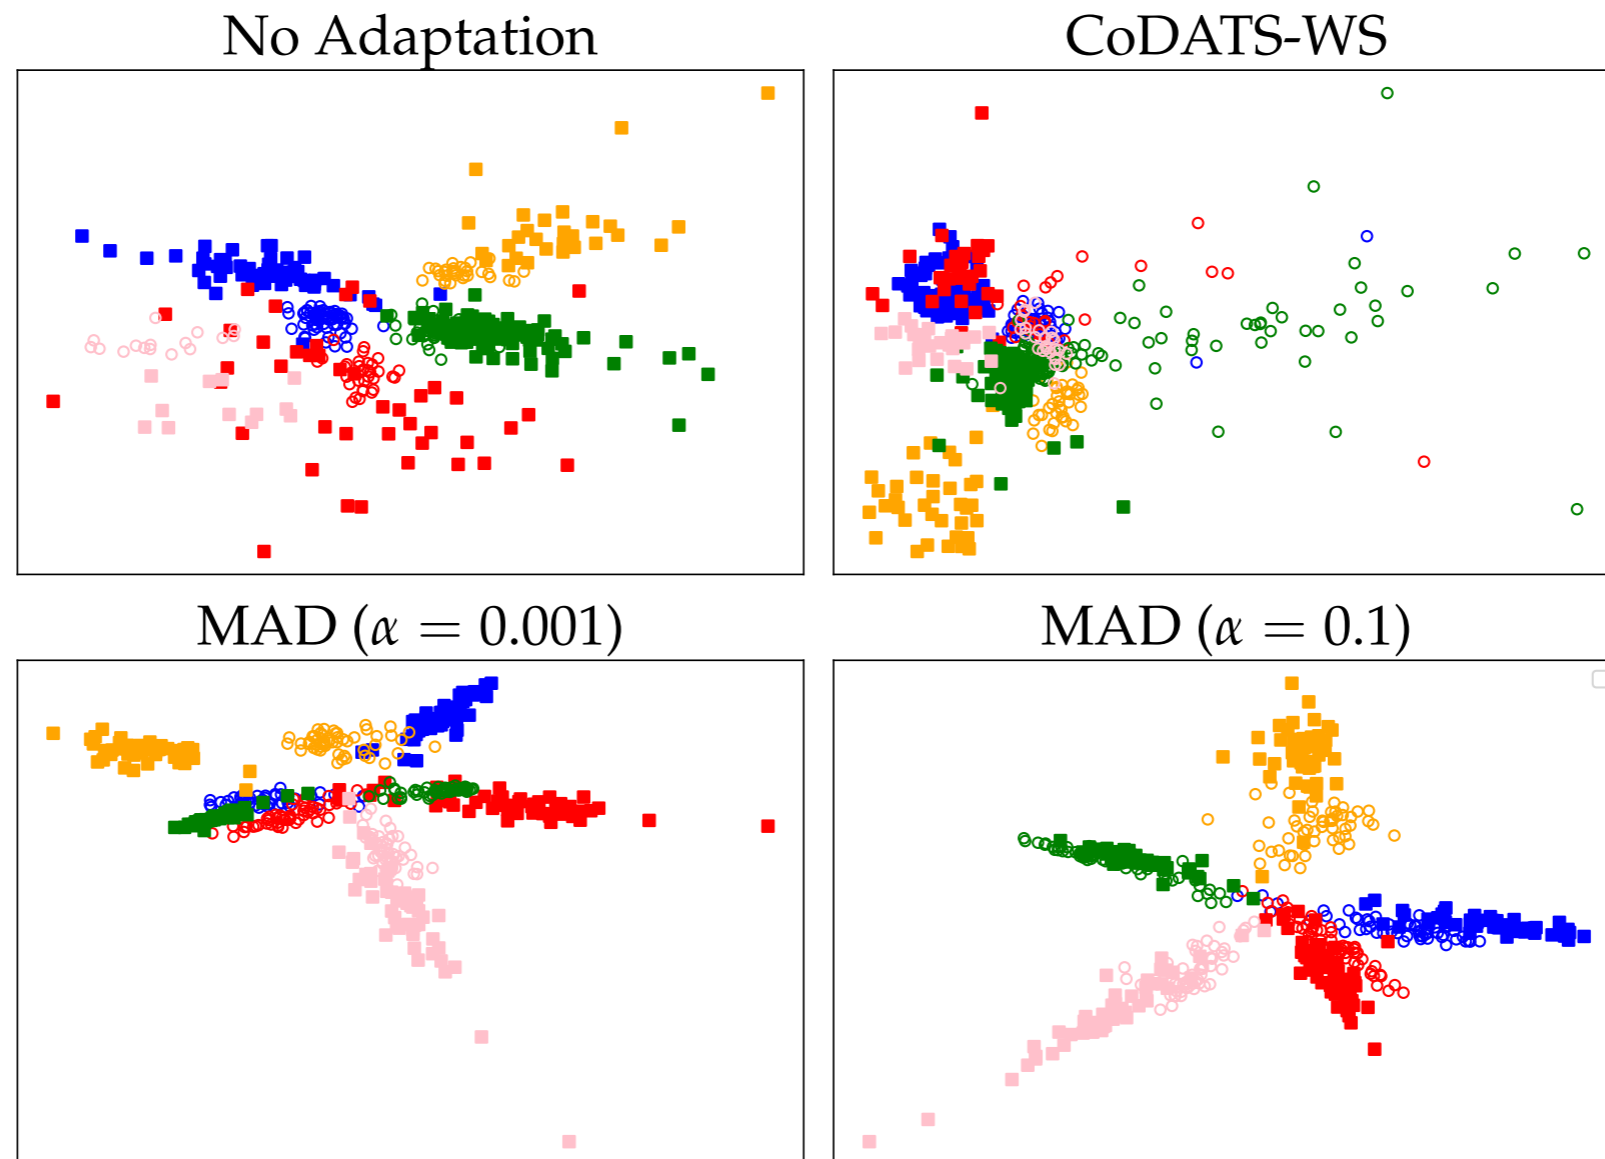 No Adaptation
CoDATS-WS
MAD (α = 0.001)
MAD (α = 0.1)